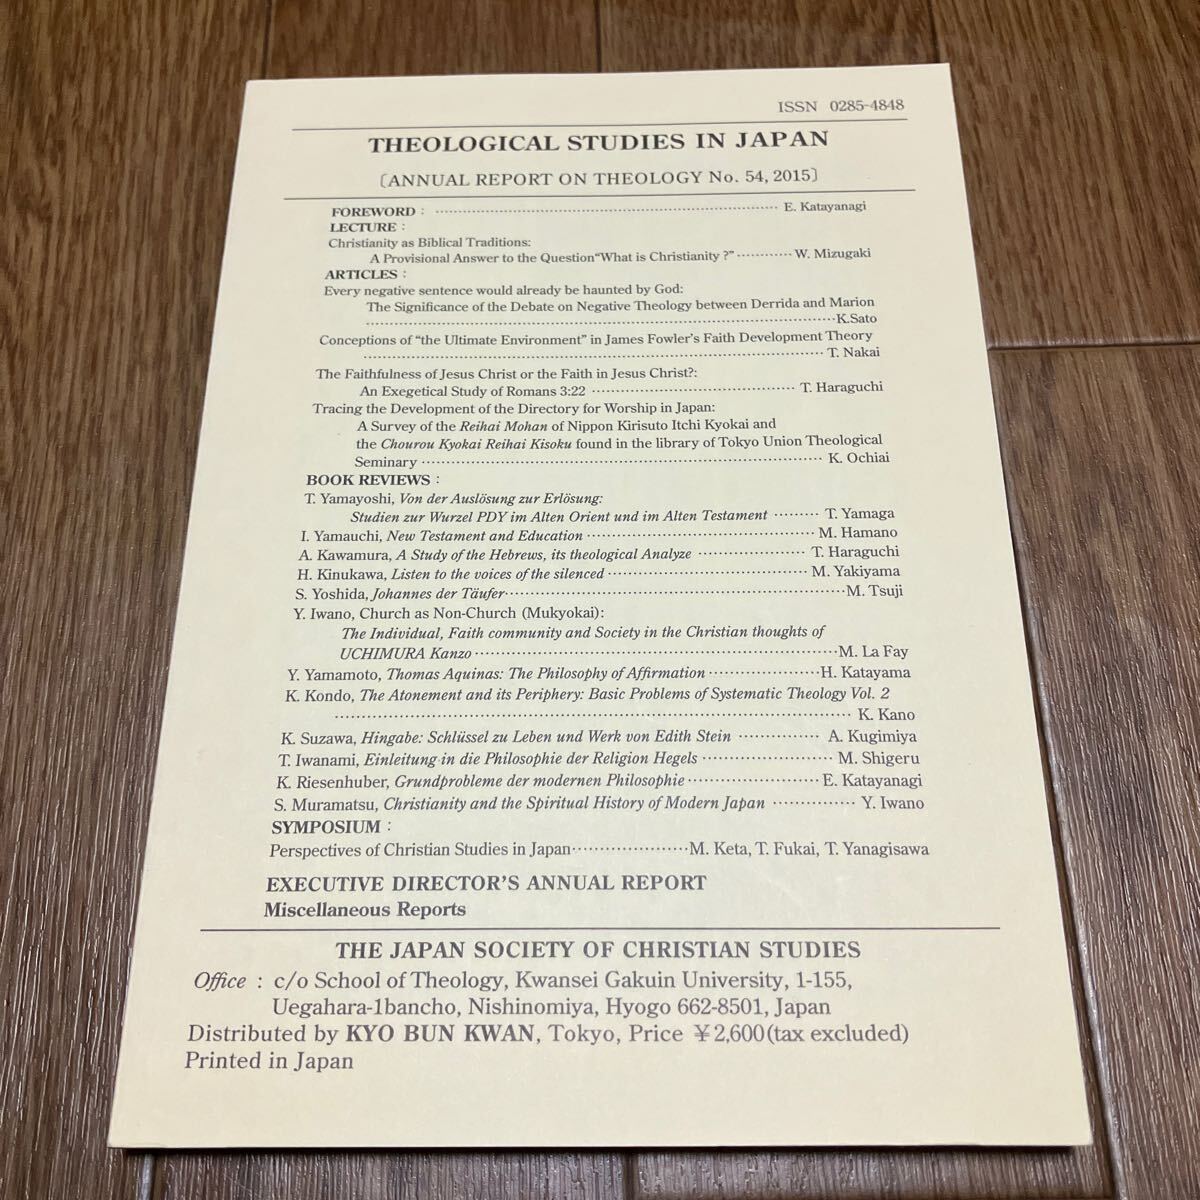 ISSN 0285-4848
THEOLOGICAL STUDIES IN JAPAN
〔ANNUAL REPORT ON THEOLOGY No. 54, 2015〕
FOREWORD : ································································ E. Katayanagi
LECTURE :
Christianity as Biblical Traditions:
A Provisional Answer to the Question“What is Christianity ?”············ W. Mizugaki
ARTICLES :
Every negative sentence would already be haunted by God:
The Significance of the Debate on Negative Theology between Derrida and Marion
································································K.Sato
Conceptions of “the Ultimate Environment” in James Fowler's Faith Development Theory
································································ T. Nakai
The Faithfulness of Jesus Christ or the Faith in Jesus Christ?:
An Exegetical Study of Romans 3:22 ······································ T. Haraguchi
Tracing the Development of the Directory for Worship in Japan:
A Survey of the Reihai Mohan of Nippon Kirisuto Itchi Kyokai and
the Chourou Kyokai Reihai Kisoku found in the library of Tokyo Union Theological
Seminary ································································ K. Ochiai
BOOK REVIEWS :
T. Yamayoshi, Von der Auslösung zur Erlösung:
Studien zur Wurzel PDY im Alten Orient und im Alten Testament ········· T. Yamaga
I. Yamauchi, New Testament and Education ············································ M. Hamano
A. Kawamura, A Study of the Hebrews, its theological Analyze ····················· T. Haraguchi
H. Kinukawa, Listen to the voices of the silenced ······································ M. Yakiyama
S. Yoshida, Johannes der Täufer································································M. Tsuji
Y. Iwano, Church as Non-Church (Mukyokai):
The Individual, Faith community and Society in the Christian thoughts of
UCHIMURA Kanzo ································································M. La Fay
Y. Yamamoto, Thomas Aquinas: The Philosophy of Affirmation ····················H. Katayama
K. Kondo, The Atonement and its Periphery: Basic Problems of Systematic Theology Vol. 2
································································ K. Kano
K. Suzawa, Hingabe: Schlüssel zu Leben und Werk von Edith Stein ··············· A. Kugimiya
T. Iwanami, Einleitung in die Philosophie der Religion Hegels ························ M. Shigeru
K. Riesenhuber, Grundprobleme der modernen Philosophie ························E. Katayanagi
S. Muramatsu, Christianity and the Spiritual History of Modern Japan ··············· Y. Iwano
SYMPOSIUM :
Perspectives of Christian Studies in Japan·····················M. Keta, T. Fukai, T. Yanagisawa
EXECUTIVE DIRECTOR'S ANNUAL REPORT
Miscellaneous Reports
THE JAPAN SOCIETY OF CHRISTIAN STUDIES
Office : c/o School of Theology, Kwansei Gakuin University, 1-155,
Uegahara-1bancho, Nishinomiya, Hyogo 662-8501, Japan
Distributed by KYO BUN KWAN, Tokyo, Price ￥2,600(tax excluded)
Printed in Japan